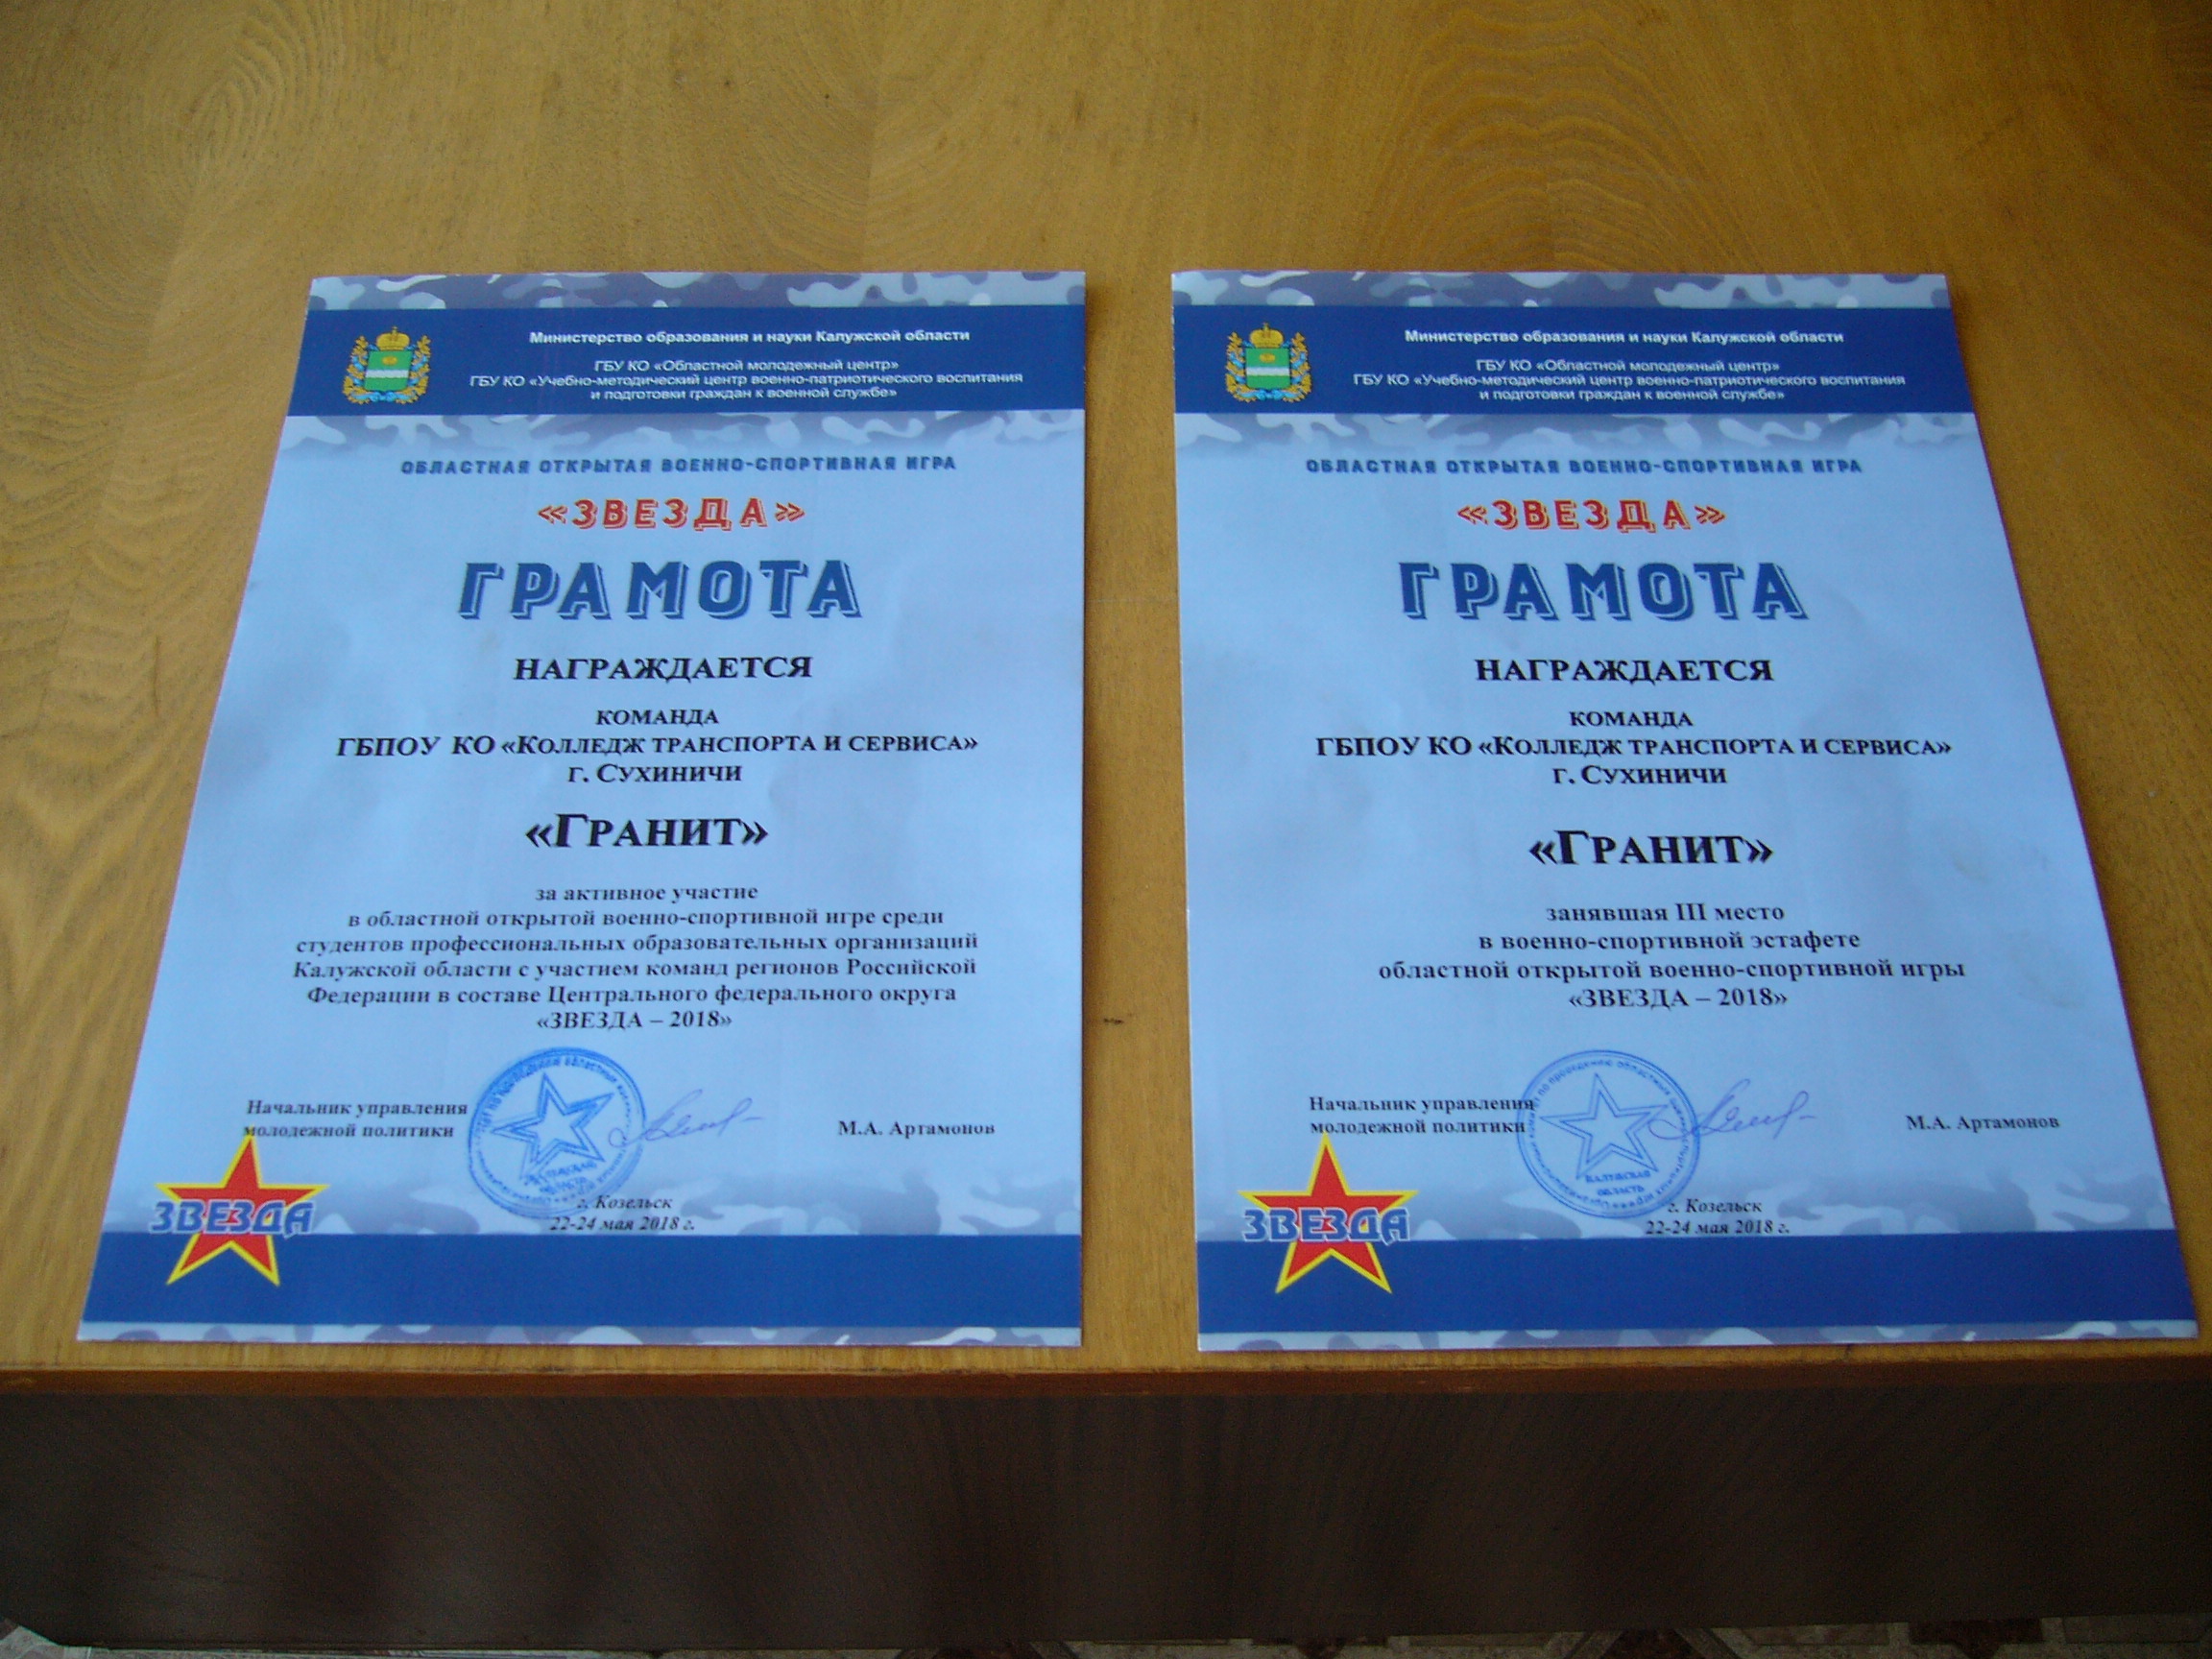 Министерство образования и науки Калужской области
ГБУ КО «Областной молодежный центр»
ГБУ КО «Учебно-методический центр военно-патриотического воспитания
и подготовки граждан к военной службе»
ОБЛАСТНАЯ ОТКРЫТАЯ ВОЕННО-СПОРТИВНАЯ ИГРА
«ЗВЕЗДА»
ГРАМОТА
НАГРАЖДАЕТСЯ
КОМАНДА
ГБПОУ КО «КОЛЛЕДЖ ТРАНСПОРТА И СЕРВИСА»
Г. СУХИНИЧИ
«ГРАНИТ»
за активное участие
в областной открытой военно-спортивной игре среди
студентов профессиональных образовательных организаций
Калужской области с участием команд регионов Российской
Федерации в составе Центрального федерального округа
«ЗВЕЗДА – 2018»
Начальник управления
молодежной политики
М.А. Артамонов
ЗВЕЗДА
г. Козельск
22-24 мая 2018 г.
Министерство образования и науки Калужской области
ГБУ КО «Областной молодежный центр»
ГБУ КО «Учебно-методический центр военно-патриотического воспитания
и подготовки граждан к военной службе»
ОБЛАСТНАЯ ОТКРЫТАЯ ВОЕННО-СПОРТИВНАЯ ИГРА
«ЗВЕЗДА»
ГРАМОТА
НАГРАЖДАЕТСЯ
КОМАНДА
ГБПОУ КО «КОЛЛЕДЖ ТРАНСПОРТА И СЕРВИСА»
Г. СУХИНИЧИ
«ГРАНИТ»
занявшая III место
в военно-спортивной эстафете
областной открытой военно-спортивной игры
«ЗВЕЗДА – 2018»
Начальник управления
молодежной политики
М.А. Артамонов
КАЛУЖСКАЯ
ОБЛАСТЬ
ЗВЕЗДА
г. Козельск
22-24 мая 2018 г.